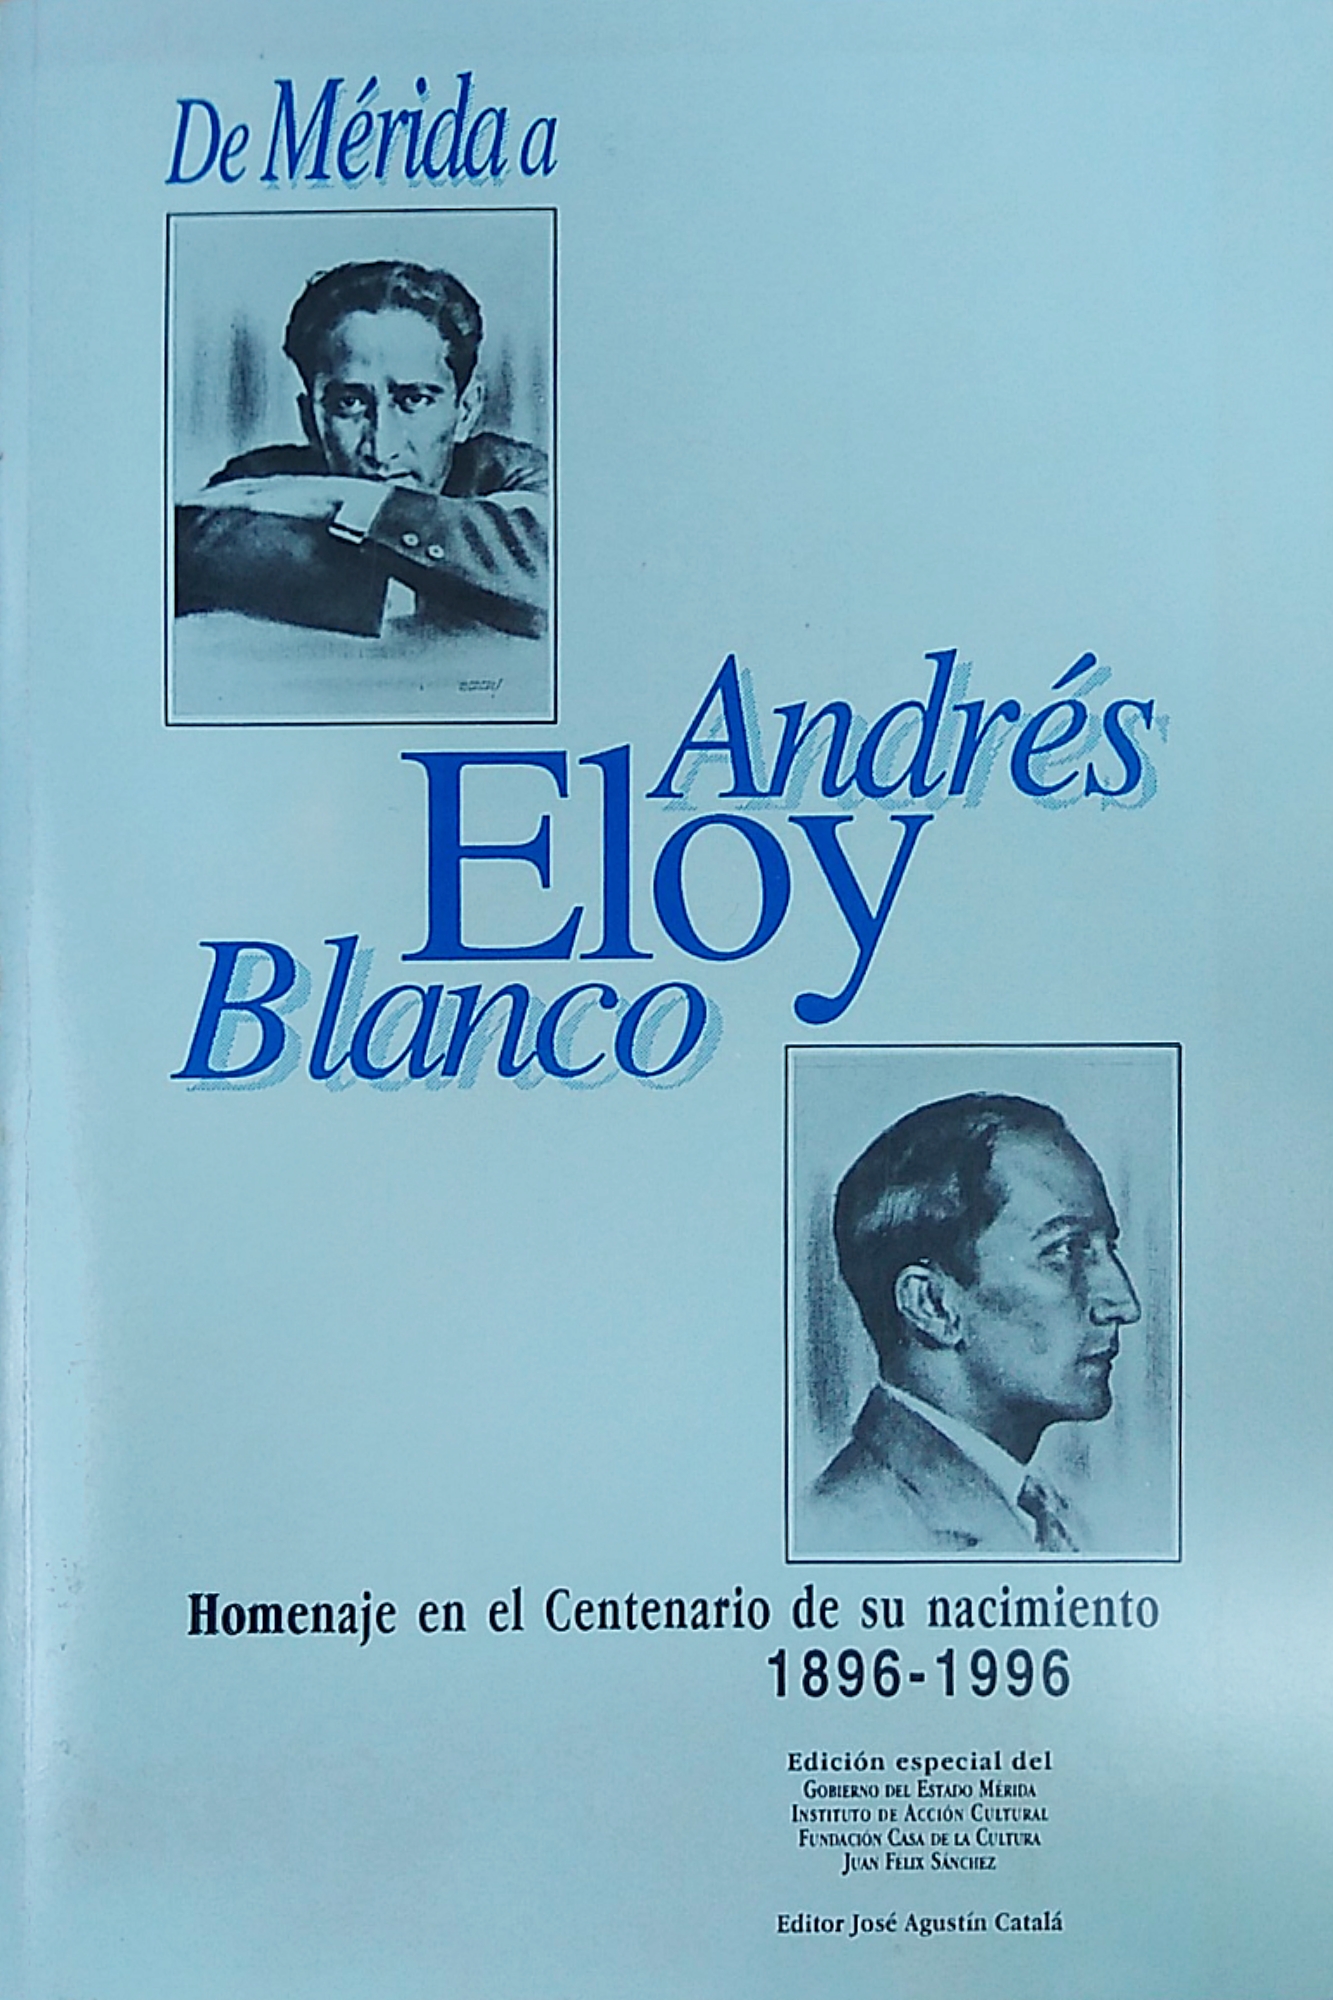 De Mérida a
Andrés
Eloy
Blanco
Homenaje en el Centenario de su nacimiento
1896-1996
Edición especial del
GOBIERNO DEL ESTADO MÉRIDA
INSTITUTO DE ACCIÓN CULTURAL
FUNDACIÓN CASA DE LA CULTURA
JUAN FÉLIX SÁNCHEZ
Editor José Agustín Catalá